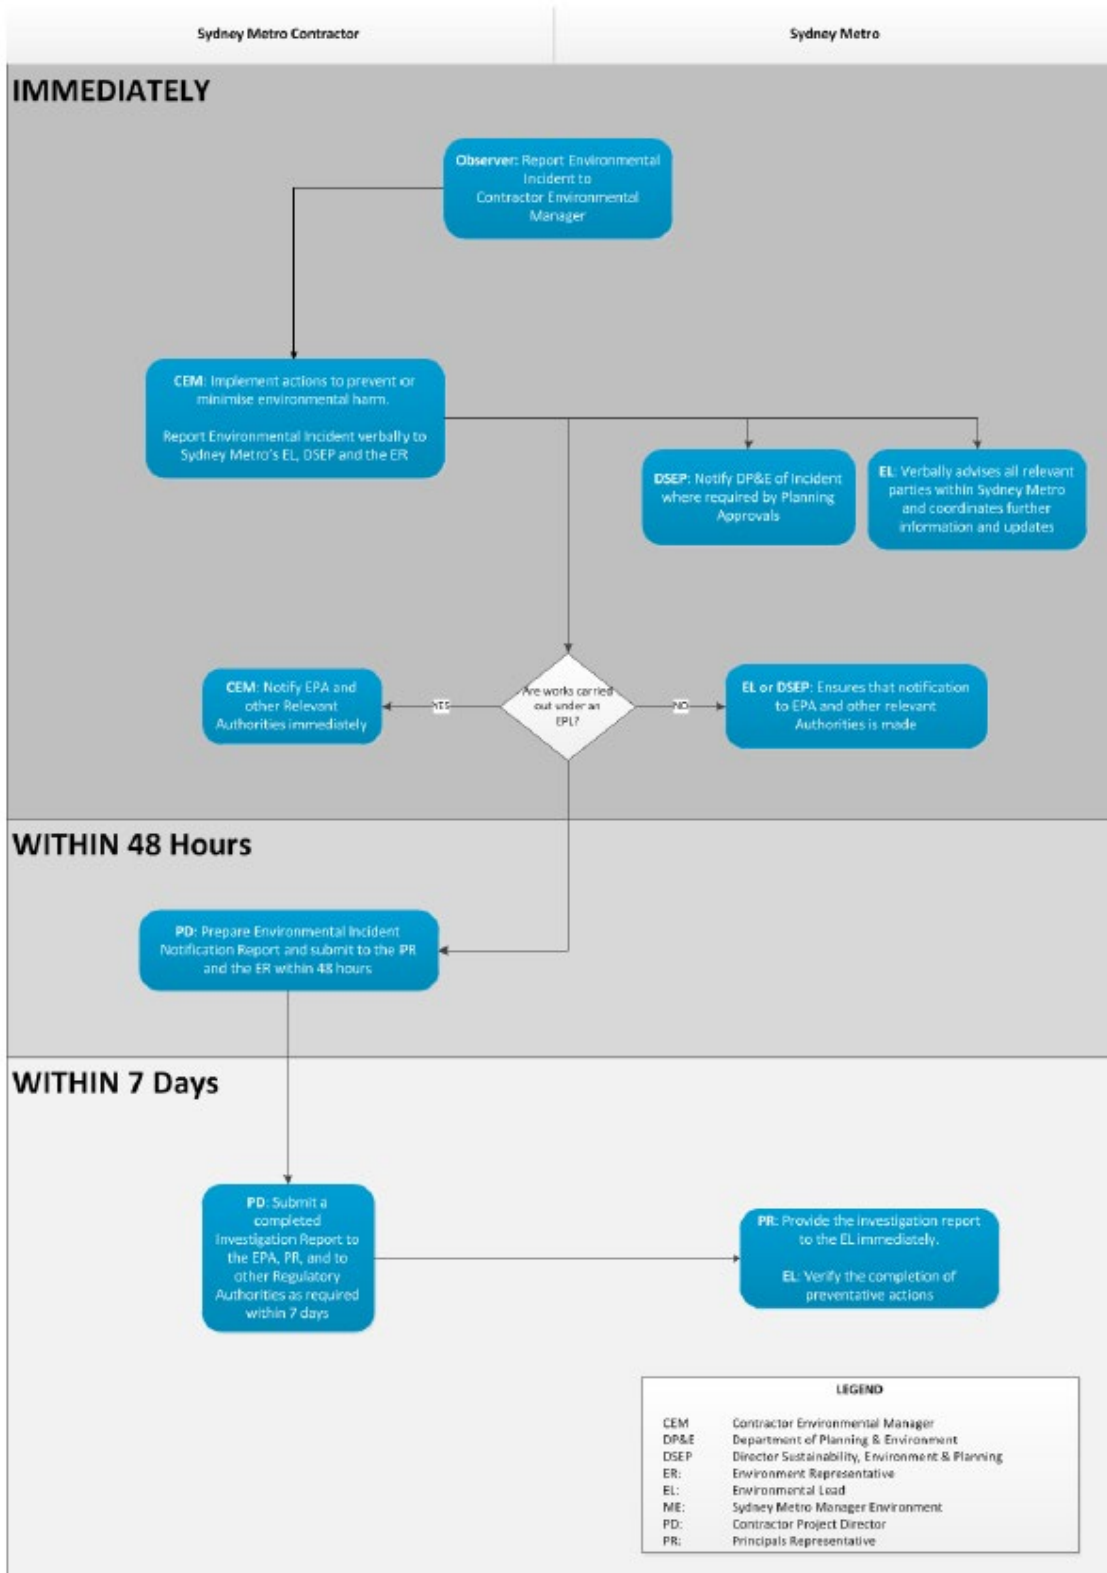 Sydney Metro Contractor
Sydney Metro
IMMEDIATELY
Observer: Report Environmental
Incident to
Contractor Environmental
Manager
CEM: Implement actions to prevent or
minimise environmental harm.
Report Environmental Incident verbally to
Sydney Metro's EL, DSEP and the ER
DSEP: Notify DP&E of Incident
where required by Planning
Approvals
EL: Verbally advises all relevant
parties within Sydney Metro
and coordinates further
information and updates
CEM: Notify EPA and
other Relevant
Authorities immediately
YES
Are works carried
out under an
EPL?
NO
EL or DSEP: Ensures that notification
to EPA and other relevant
Authorities is made
WITHIN 48 Hours
PD: Prepare Environmental Incident
Notification Report and submit to the PR
and the ER within 48 hours
WITHIN 7 Days
PD: Submit a
completed
Investigation Report to
the EPA, PR, and to
other Regulatory
Authorities as required
within 7 days
PR: Provide the investigation report
to the EL immediately.
EL: Verify the completion of
preventative actions
LEGEND
CEM Contractor Environmental Manager
DP&E Department of Planning & Environment
DSEP Director Sustainability, Environment & Planning
ER: Environment Representative
EL: Environmental Lead
ME: Sydney Metro Manager Environment
PD: Contractor Project Director
PR: Principals Representative